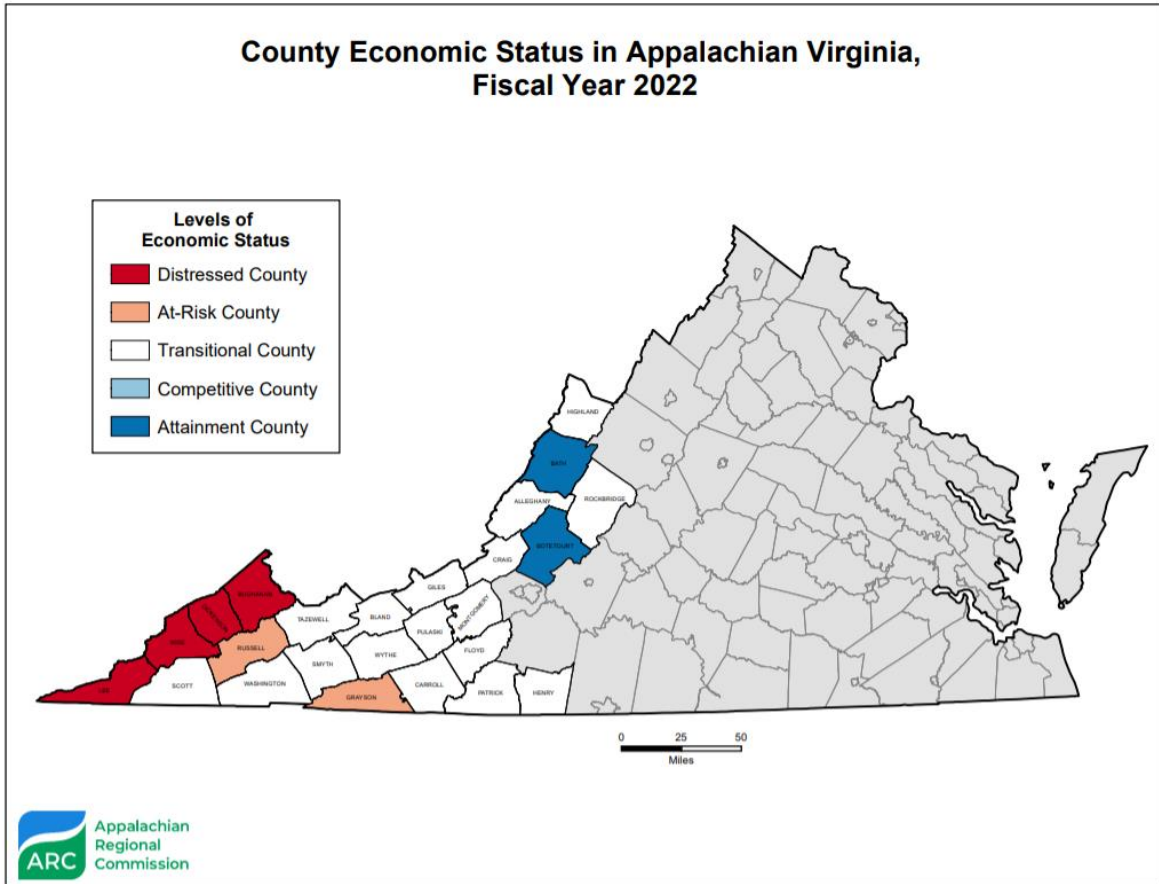 County Economic Status in Appalachian Virginia,
Fiscal Year 2022
Levels of
Economic Status
Distressed County
At-Risk County
Transitional County
Competitive County
Attainment County
HIGHLAND
BATH
ALLEGHANY
ROCKBRIDGE
BOTETOURT
CRAIG
GILES
BUCHANAN
DICKENSON
TAZEWELL
BLAND
MONTGOMERY
PULASKI
WISE
RUSSELL
WYTHE
FLOYD
SMYTH
LEE
SCOTT
WASHINGTON
GRAYSON
CARROLL
PATRICK
HENRY
0 25 50
Miles
ARC
Appalachian
Regional
Commission